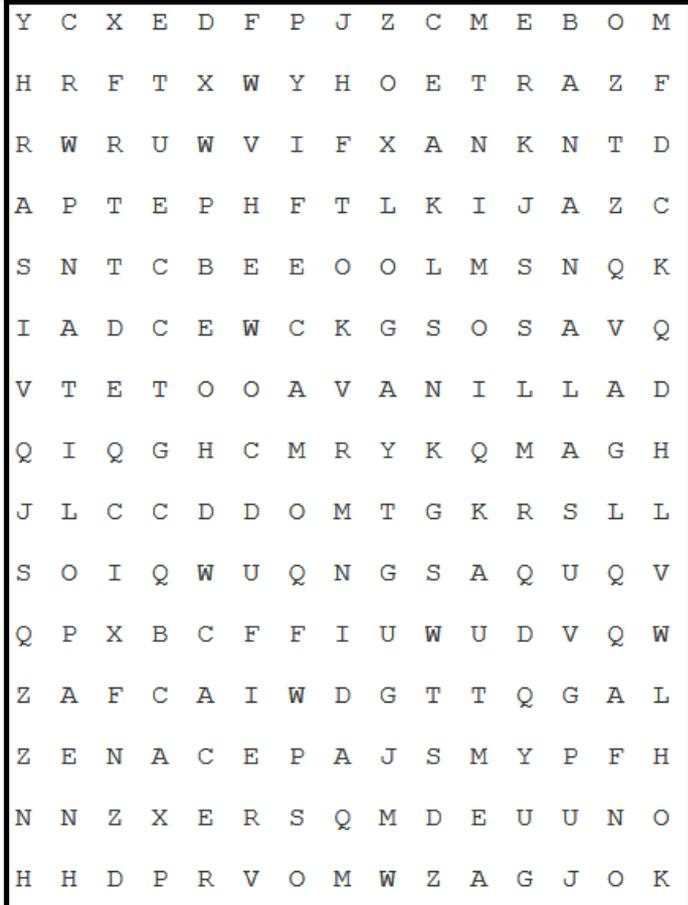 Y C X E D F P J Z C M E B O M
H R F T X W Y H O E T R A Z F
R W R U W V I F X A N K N T D
A P T E P H F T L K I J A Z C
S N T C B E E O O L M S N Q K
I A D C E W C K G S O S A V Q
V T E T O O A V A N I L L A D
Q I Q G H C M R Y K Q M A G H
J L C C D D O M T G K R S L L
S O I Q W U Q N G S A Q U Q V
Q P X B C F F I U W U D V Q W
Z A F C A I W D G T T Q G A L
Z E N A C E P A J S M Y P F H
N N Z X E R S Q M D E U U N O
H H D P R V O M W Z A G J O K